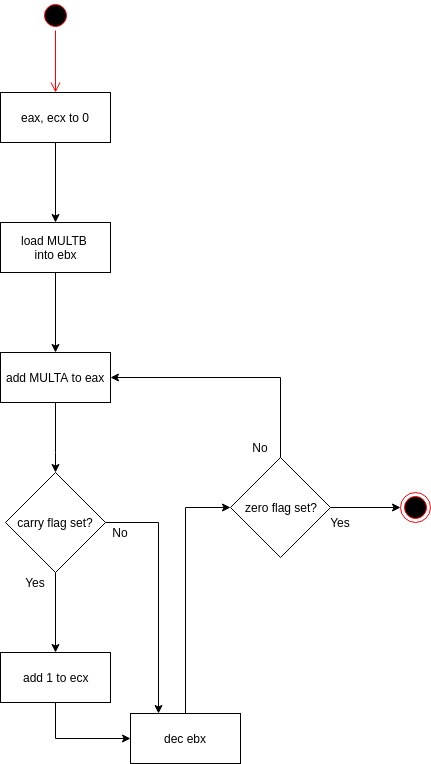 eax, ecx to 0
load MULTB
into ebx
add MULTA to eax
carry flag set?
No
Yes
add 1 to ecx
dec ebx
zero flag set?
No
Yes